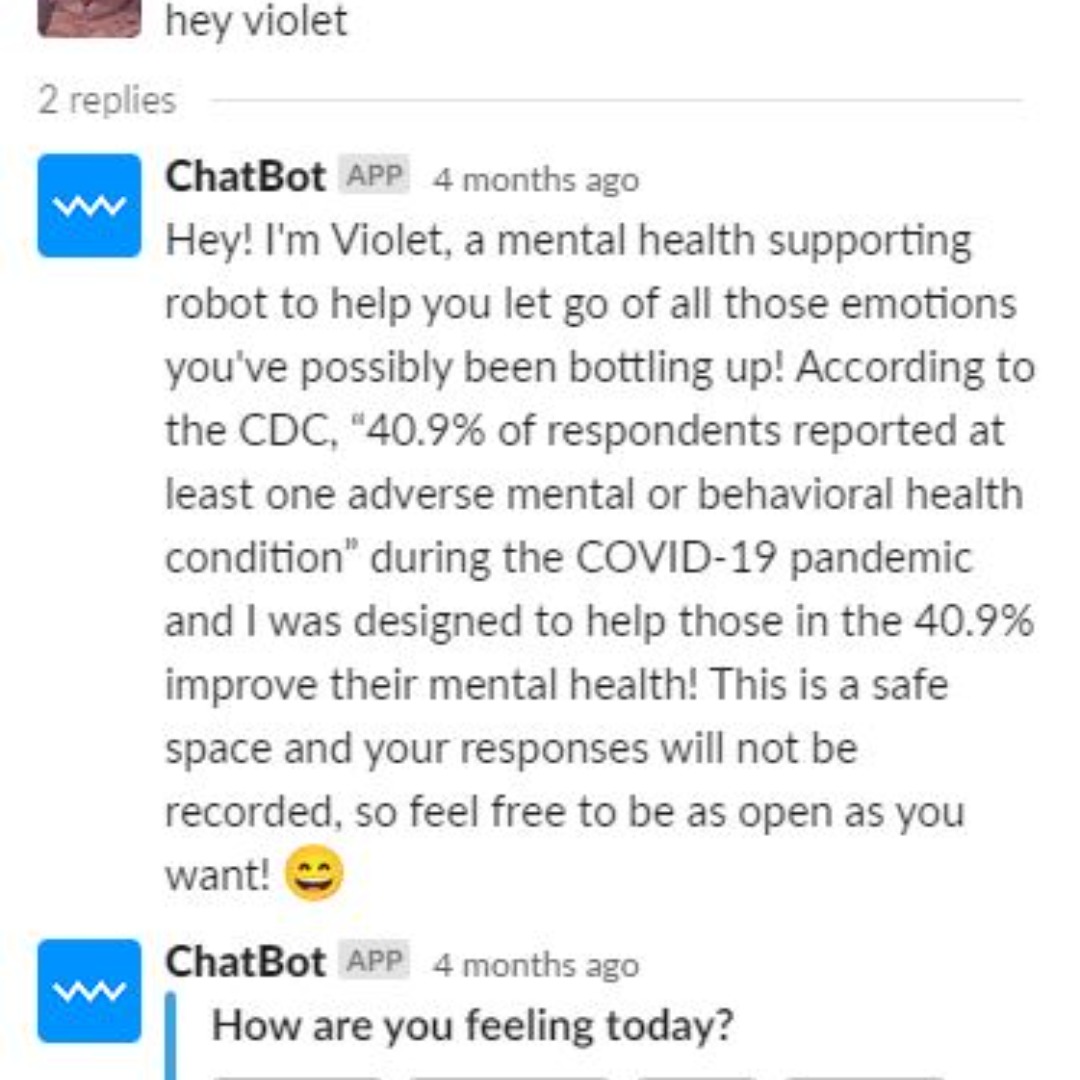 hey violet
2 replies
ChatBot APP 4 months ago
Hey! I'm Violet, a mental health supporting
robot to help you let go of all those emotions
you've possibly been bottling up! According to
the CDC, “40.9% of respondents reported at
least one adverse mental or behavioral health
condition” during the COVID-19 pandemic
and I was designed to help those in the 40.9%
improve their mental health! This is a safe
space and your responses will not be
recorded, so feel free to be as open as you
want! 😄
ChatBot APP 4 months ago
How are you feeling today?